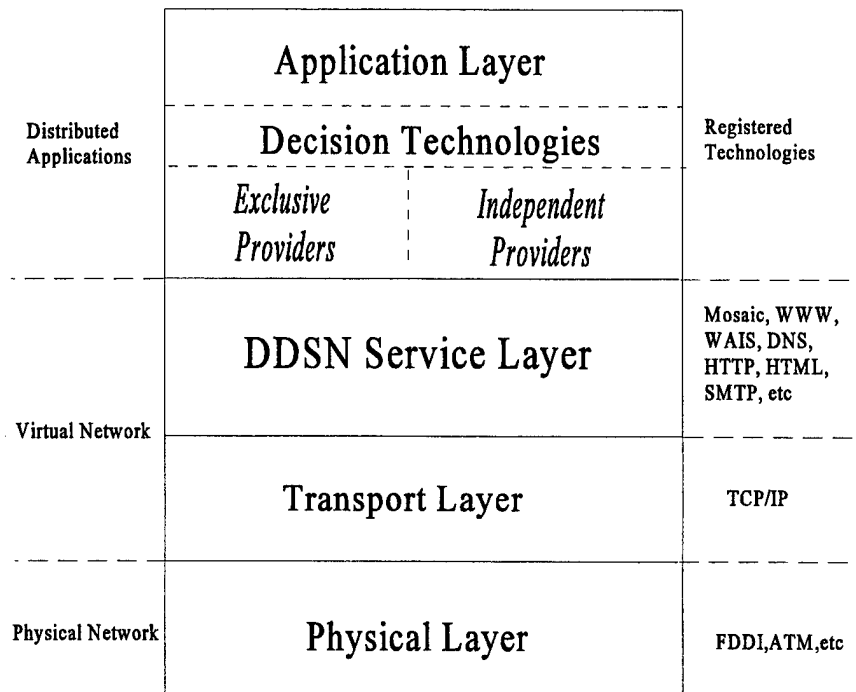 Application Layer
Distributed
Applications
Decision Technologies
Registered
Technologies
Exclusive
Providers
Independent
Providers
DDSN Service Layer
Mosaic, WWW,
WAIS, DNS,
HTTP, HTML,
SMTP, etc
Virtual Network
Transport Layer
TCP/IP
Physical Network
Physical Layer
FDDI,ATM,etc